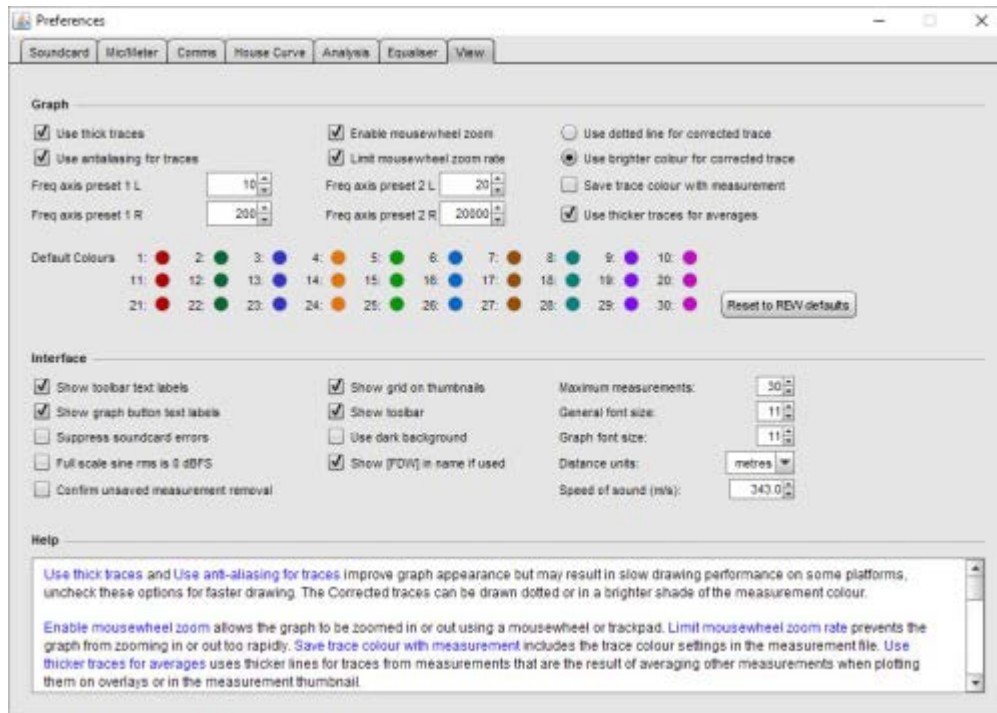 Preferences
Soundcard Mic/Meter Comms House Curve Analysis Equaliser View
Graph
Use thick traces Enable mousewheel zoom Use dotted line for corrected trace
Use antialiasing for traces Limit mousewheel zoom rate Use brighter colour for corrected trace
Freq axis preset 1 L 10 Freq axis preset 2 L 20 Save trace colour with measurement
Freq axis preset 1 R 200 Freq axis preset 2 R 20000 Use thicker traces for averages
Default Colours 1: 2: 3: 4: 5: 6: 7: 8: 9: 10:
11: 12: 13: 14: 15: 16: 17: 18: 19: 20:
21: 22: 23: 24: 25: 26: 27: 28: 29: 30: Reset to REW defaults
Interface
Show toolbar text labels Show grid on thumbnails Maximum measurements: 30
Show graph button text labels Show toolbar General font size: 11
Suppress soundcard errors Use dark background Graph font size: 11
Full scale sine rms is 0 dBFS Show [FDW] in name if used Distance units: metres
Confirm unsaved measurement removal Speed of sound (m/s): 343.0
Help
Use thick traces and Use anti-aliasing for traces improve graph appearance but may result in slow drawing performance on some platforms,
uncheck these options for faster drawing. The Corrected traces can be drawn dotted or in a brighter shade of the measurement colour.
Enable mousewheel zoom allows the graph to be zoomed in or out using a mousewheel or trackpad. Limit mousewheel zoom rate prevents the
graph from zooming in or out too rapidly. Save trace colour with measurement includes the trace colour settings in the measurement file. Use
thicker traces for averages uses thicker lines for traces from measurements that are the result of averaging other measurements when plotting
them on overlays or in the measurement thumbnail.